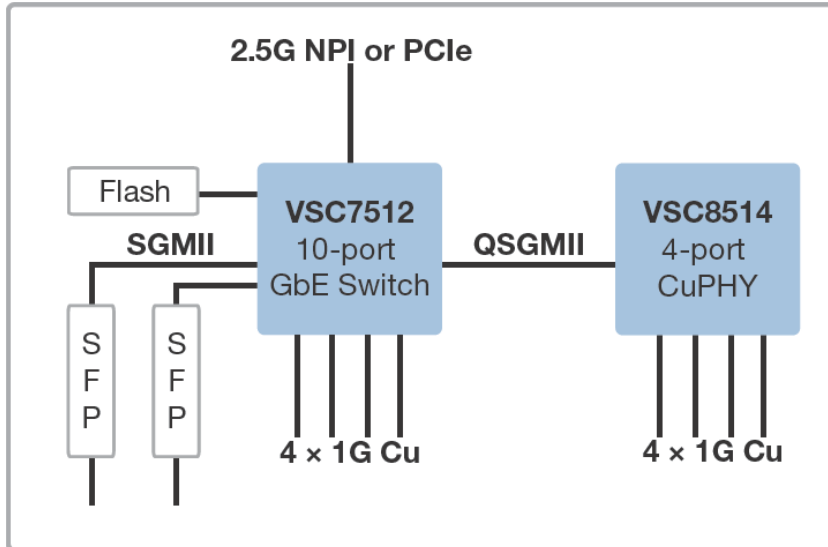 2.5G NPI or PCIe
Flash
VSC7512
10-port
GbE Switch
VSC8514
4-port
CuPHY
SGMII
QSGMII
S
F
P
S
F
P
4 × 1G Cu
4 × 1G Cu